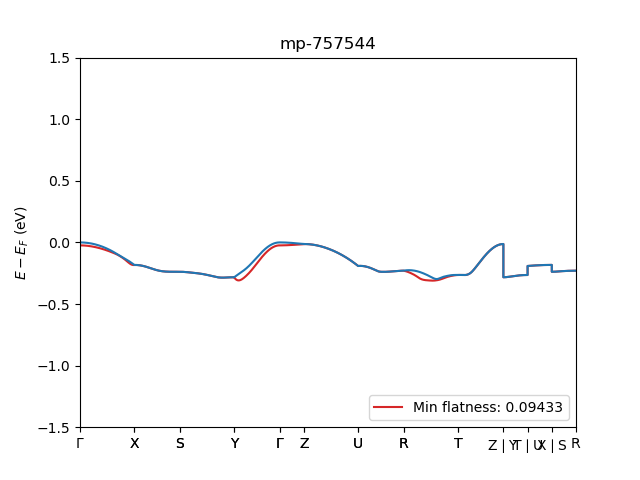 mp-757544
E − E_F (eV)
1.5
1.0
0.5
0.0
−0.5
−1.0
−1.5
Min flatness: 0.09433
Γ X S Y Γ Z U R T Z | Y T | U X | S R